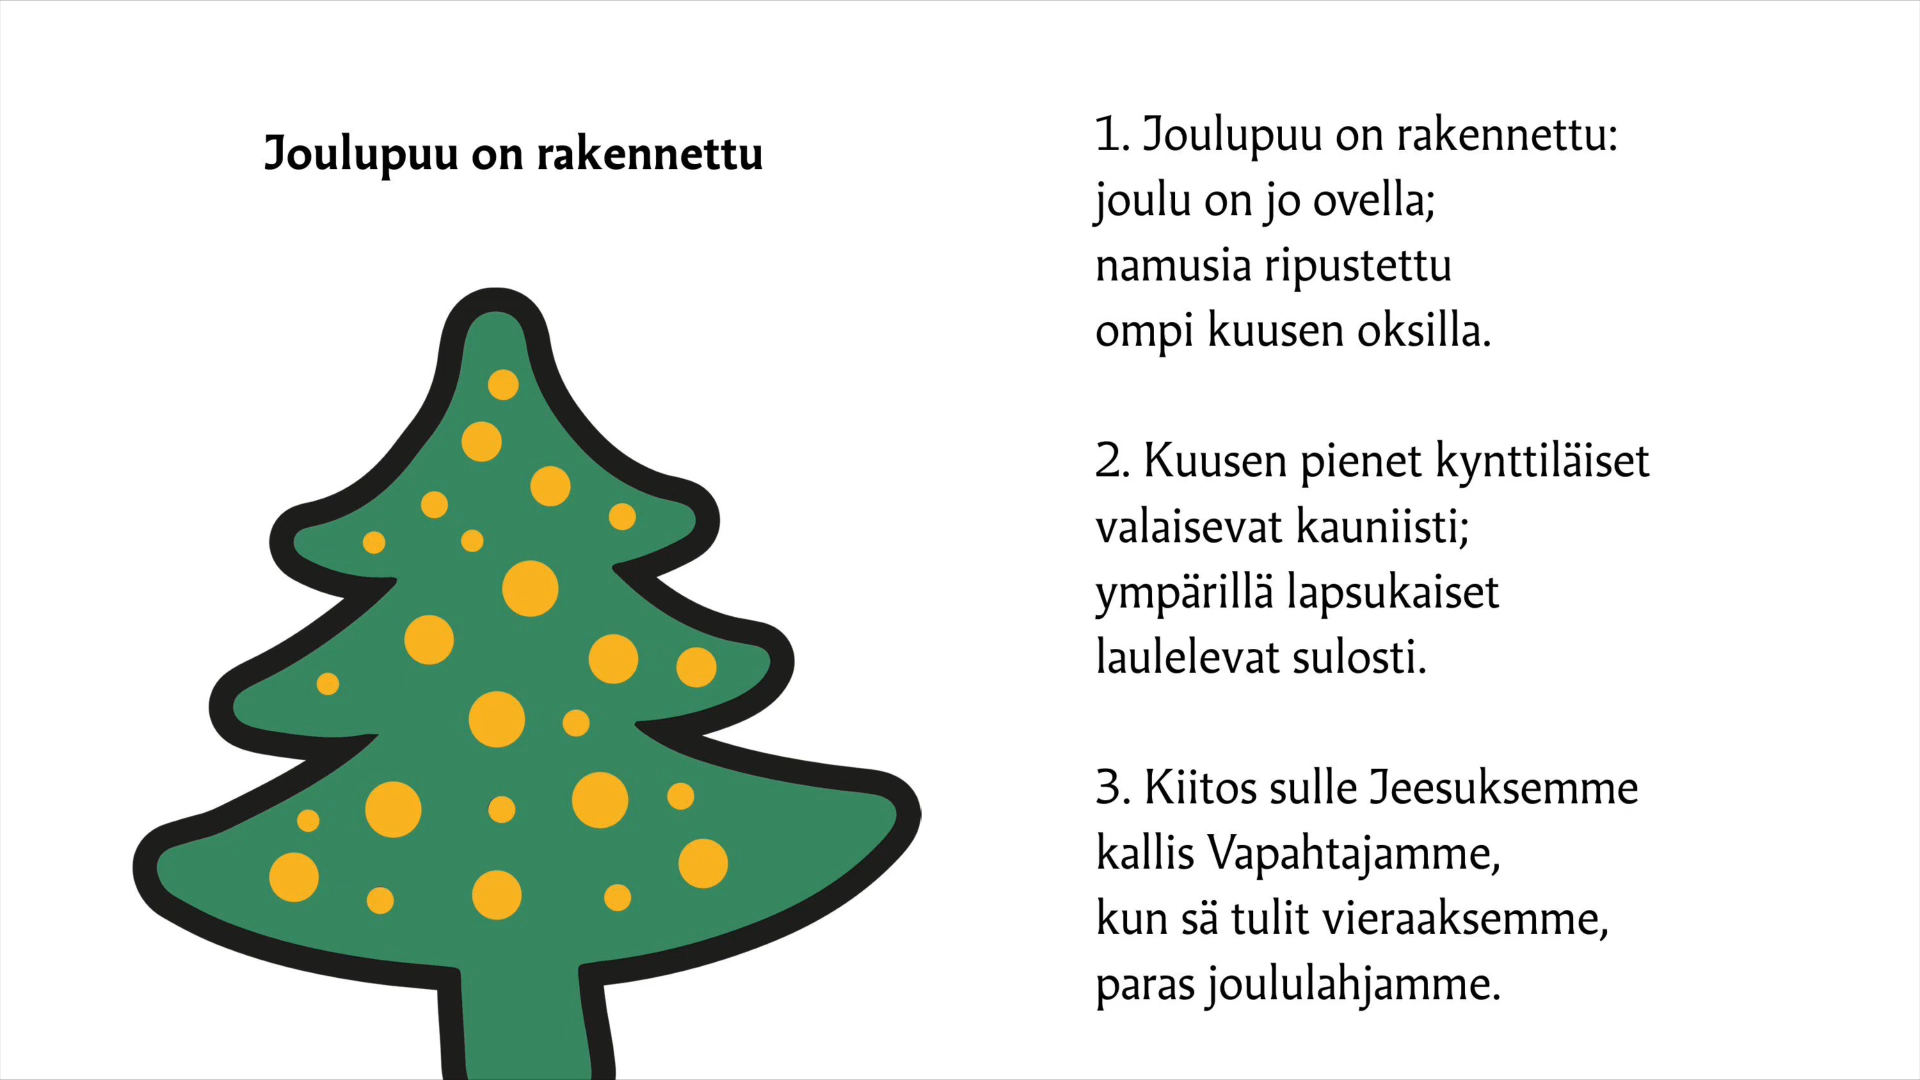 Joulupuu on rakennettu
1. Joulupuu on rakennettu:
joulu on jo ovella;
namusia ripustettu
ompi kuusen oksilla.
2. Kuusen pienet kynttiläiset
valaisevat kauniisti;
ympärillä lapsukaiset
laulelevat sulosti.
3. Kiitos sulle Jeesuksemme
kallis Vapahtajamme,
kun sä tulit vieraaksemme,
paras joululahjamme.